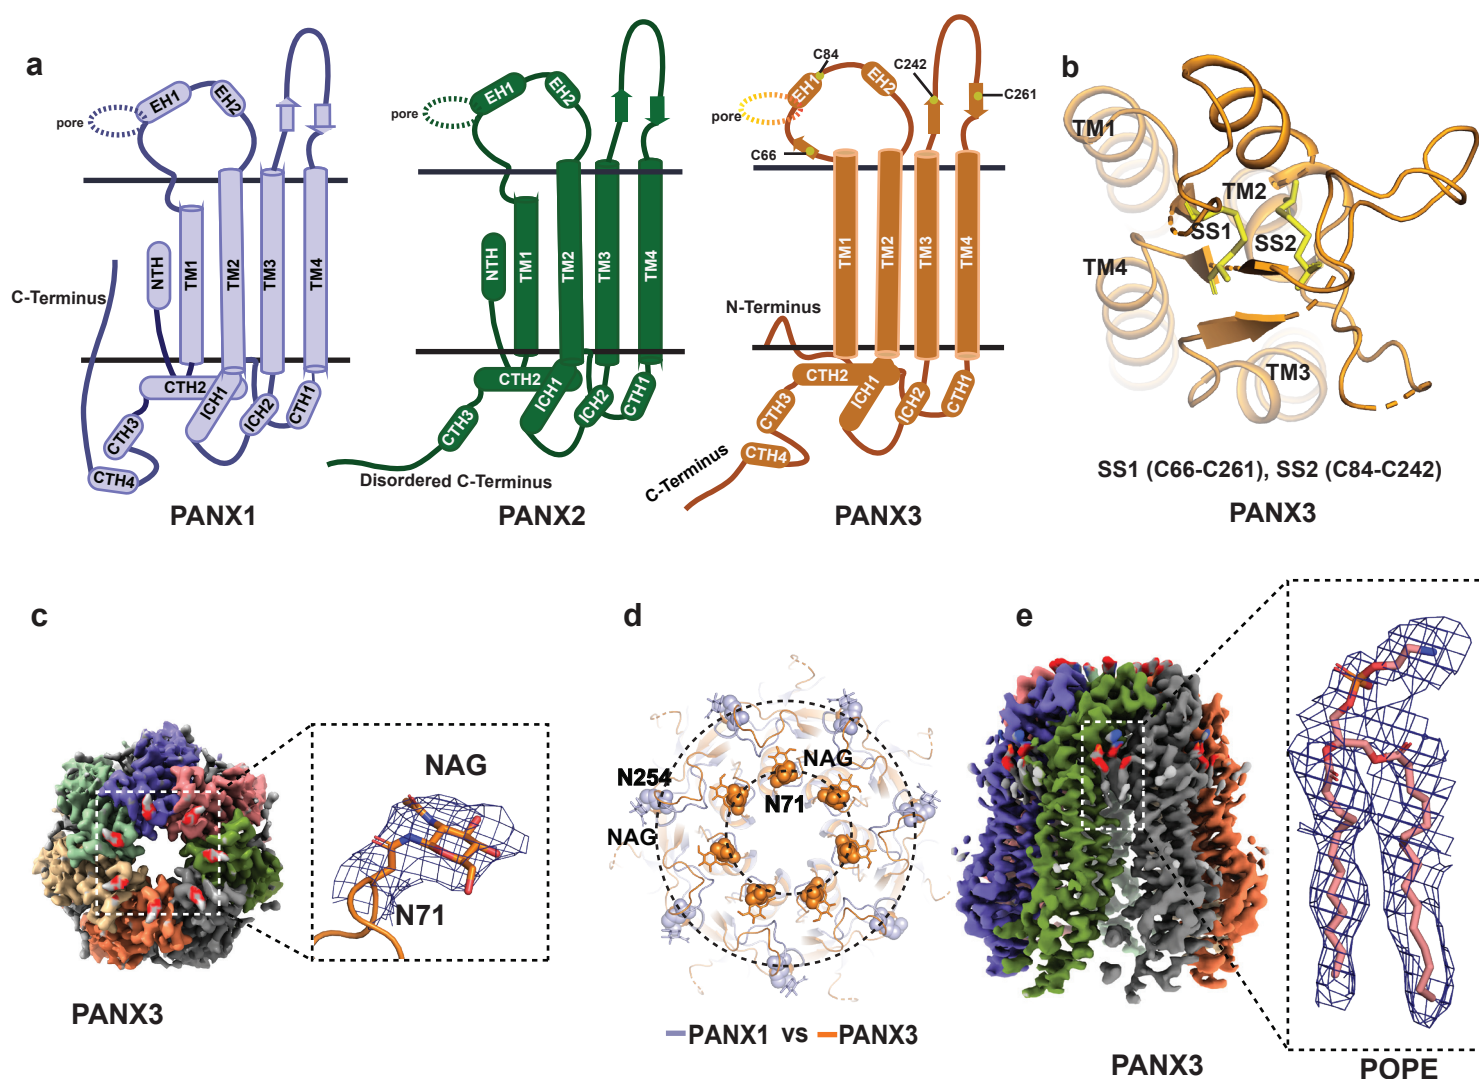 a
pore
EH1
EH2
C-Terminus
NTH
TM1
TM2
TM3
TM4
CTH2
ICH1
ICH2
CTH1
CTH3
CTH4
PANX1
pore
EH1
EH2
NTH
TM1
TM2
TM3
TM4
CTH2
ICH1
ICH2
CTH1
CTH3
Disordered C-Terminus
PANX2
C84
C242
C261
EH1
EH2
pore
C66
TM1
TM2
TM3
TM4
N-Terminus
CTH2
ICH1
ICH2
CTH1
CTH3
CTH4
C-Terminus
PANX3
b
TM1
TM2
SS1
SS2
TM4
TM3
SS1 (C66-C261), SS2 (C84-C242)
PANX3
c
NAG
N71
PANX3
d
NAG
N254
N71
NAG
PANX1 vs PANX3
e
PANX3
POPE